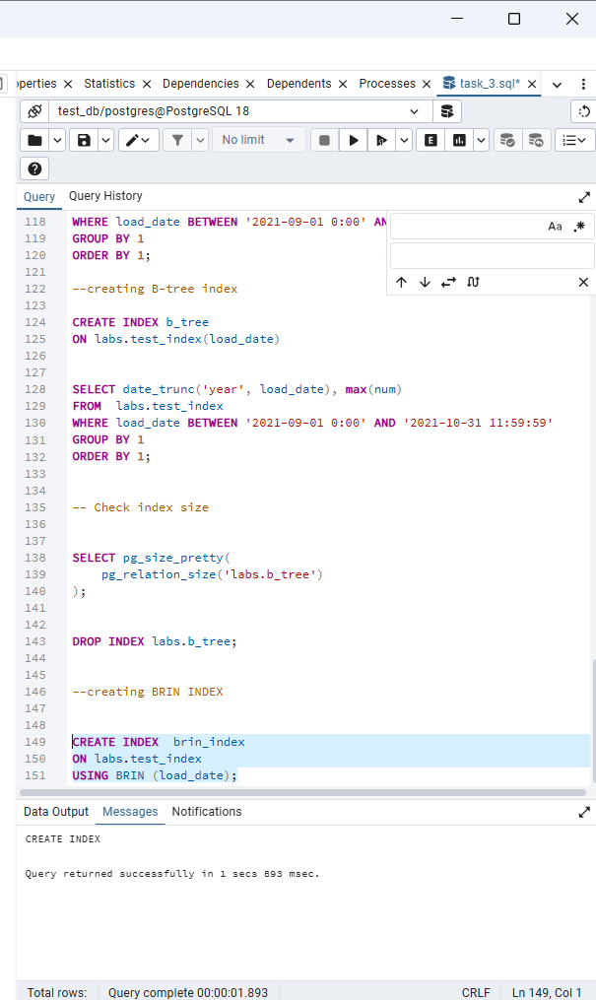 perties
Statistics
Dependencies
Dependents
Processes
task_3.sql*
test_db/postgres@PostgreSQL 18
No limit
E
Query
Query History
Aa
.*
118 WHERE load_date BETWEEN '2021-09-01 0:00' AN
119 GROUP BY 1
120 ORDER BY 1;
121
122 --creating B-tree index
123
124 CREATE INDEX b_tree
125 ON labs.test_index(load_date)
126
127
128 SELECT date_trunc('year', load_date), max(num)
129 FROM  labs.test_index
130 WHERE load_date BETWEEN '2021-09-01 0:00' AND '2021-10-31 11:59:59'
131 GROUP BY 1
132 ORDER BY 1;
133
134
135 -- Check index size
136
137
138 SELECT pg_size_pretty(
139     pg_relation_size('labs.b_tree')
140 );
141
142
143 DROP INDEX labs.b_tree;
144
145
146 --creating BRIN INDEX
147
148
149 CREATE INDEX  brin_index
150 ON labs.test_index
151 USING BRIN (load_date);
Data Output
Messages
Notifications
CREATE INDEX
Query returned successfully in 1 secs 893 msec.
Total rows:
Query complete 00:00:01.893
CRLF
Ln 149, Col 1